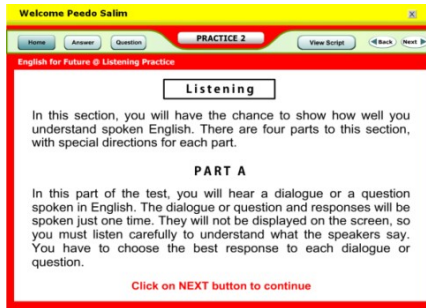 Welcome Peedo Salim
Home Answer Question PRACTICE 2 View Script Back Next
English for Future @ Listening Practice
Listening
In this section, you will have the chance to show how well you
understand spoken English. There are four parts to this section,
with special directions for each part.
PART A
In this part of the test, you will hear a dialogue or a question
spoken in English. The dialogue or question and responses will be
spoken just one time. They will not be displayed on the screen, so
you must listen carefully to understand what the speakers say.
You have to choose the best response to each dialogue or
question.
Click on NEXT button to continue